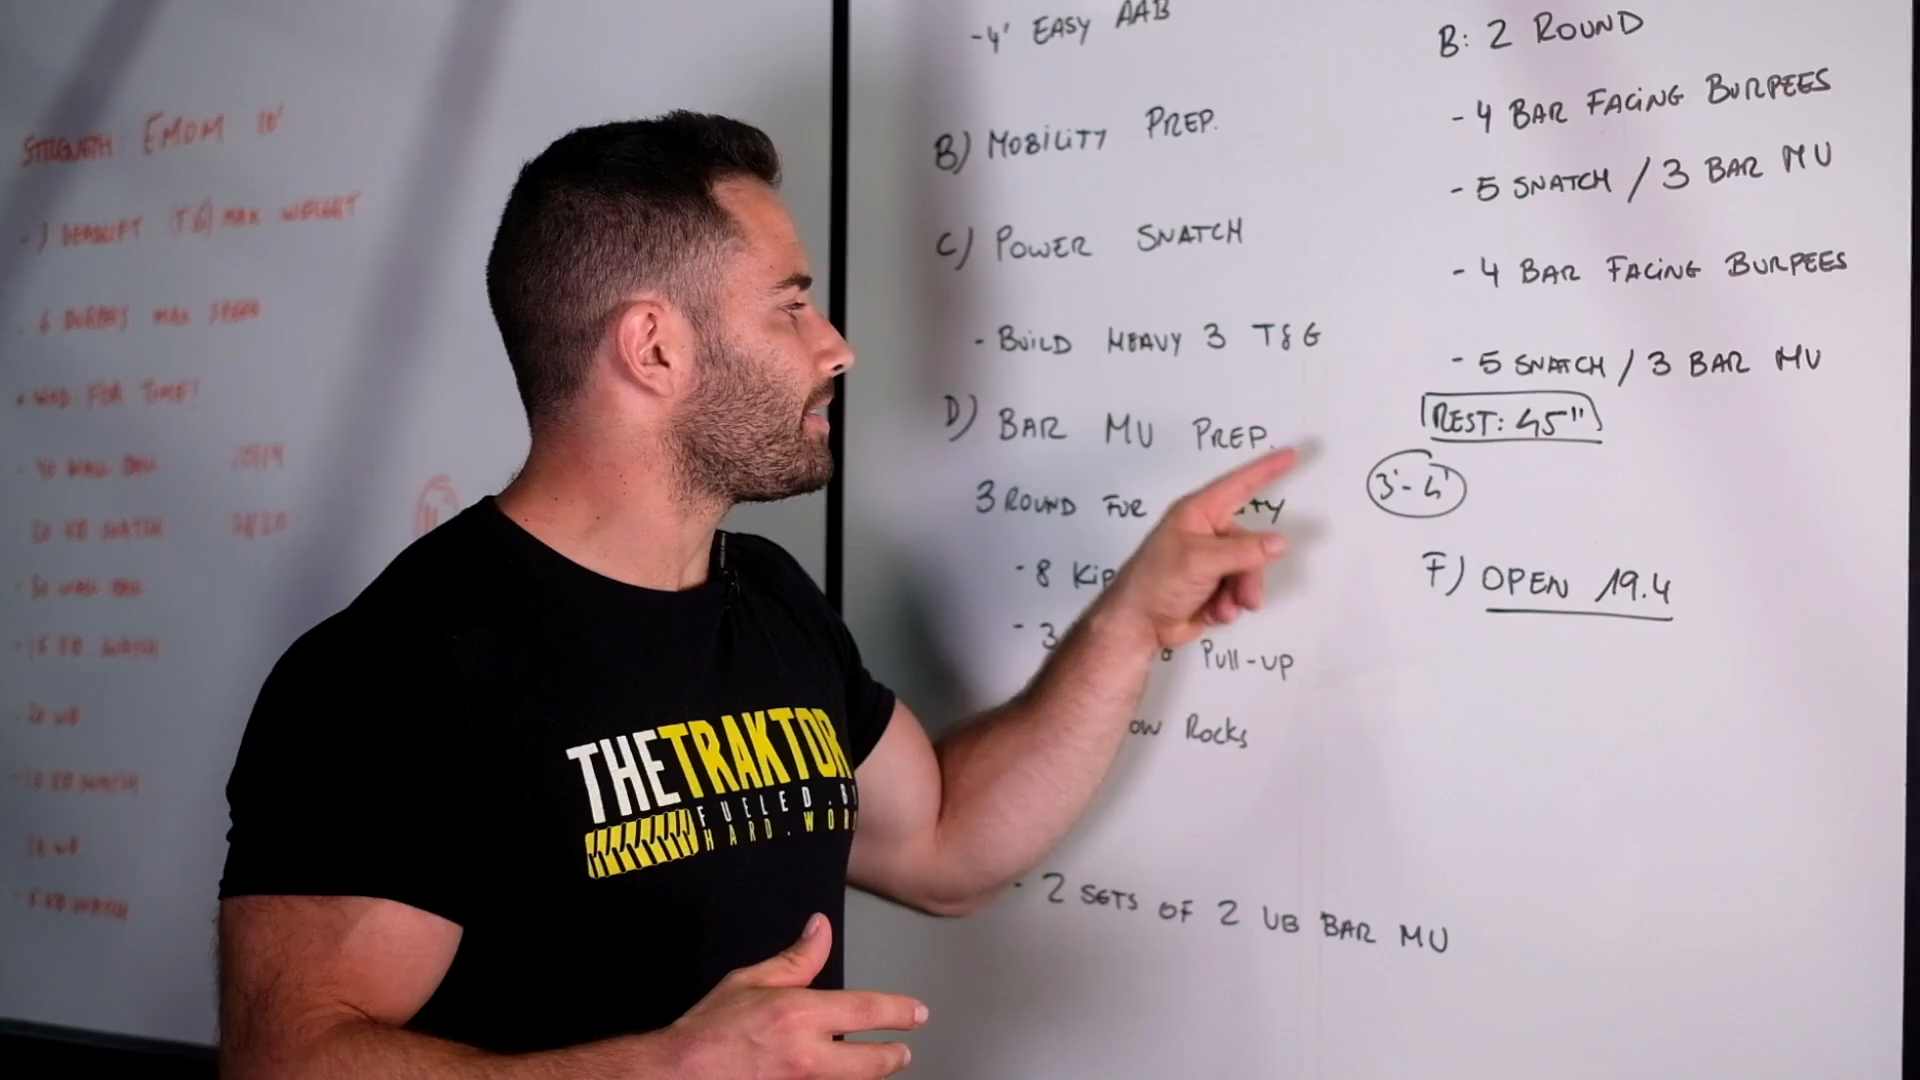 STRENGTH: EMOM 10'
- 3 DEADLIFT (TG) MAX WEIGHT
- 6 BURPEES MAX SPEED
• WOD: FOR TIME!
- 40 WALL BALL
- 20 KB SNATCH
- 30 WALL BALL
- 15 KB SNATCH
- 20 WB
- 10 KB SNATCH
- 10 WB
- 5 KB SNATCH
- 4' EASY AAB
B) MOBILITY PREP.
C) POWER SNATCH
- BUILD HEAVY 3 T&G
D) BAR MU PREP.
3 ROUND FOR
- 8 KIP
- 3 PULL-UP
OW ROCKS
- 2 SETS OF 2 UB BAR MU
B: 2 ROUND
- 4 BAR FACING BURPEES
- 5 SNATCH / 3 BAR MU
- 4 BAR FACING BURPEES
- 5 SNATCH / 3 BAR MU
REST: 45"
3'-4'
F) OPEN 19.4
THETRAKTOR
FUELED.BY
HARD.WORK